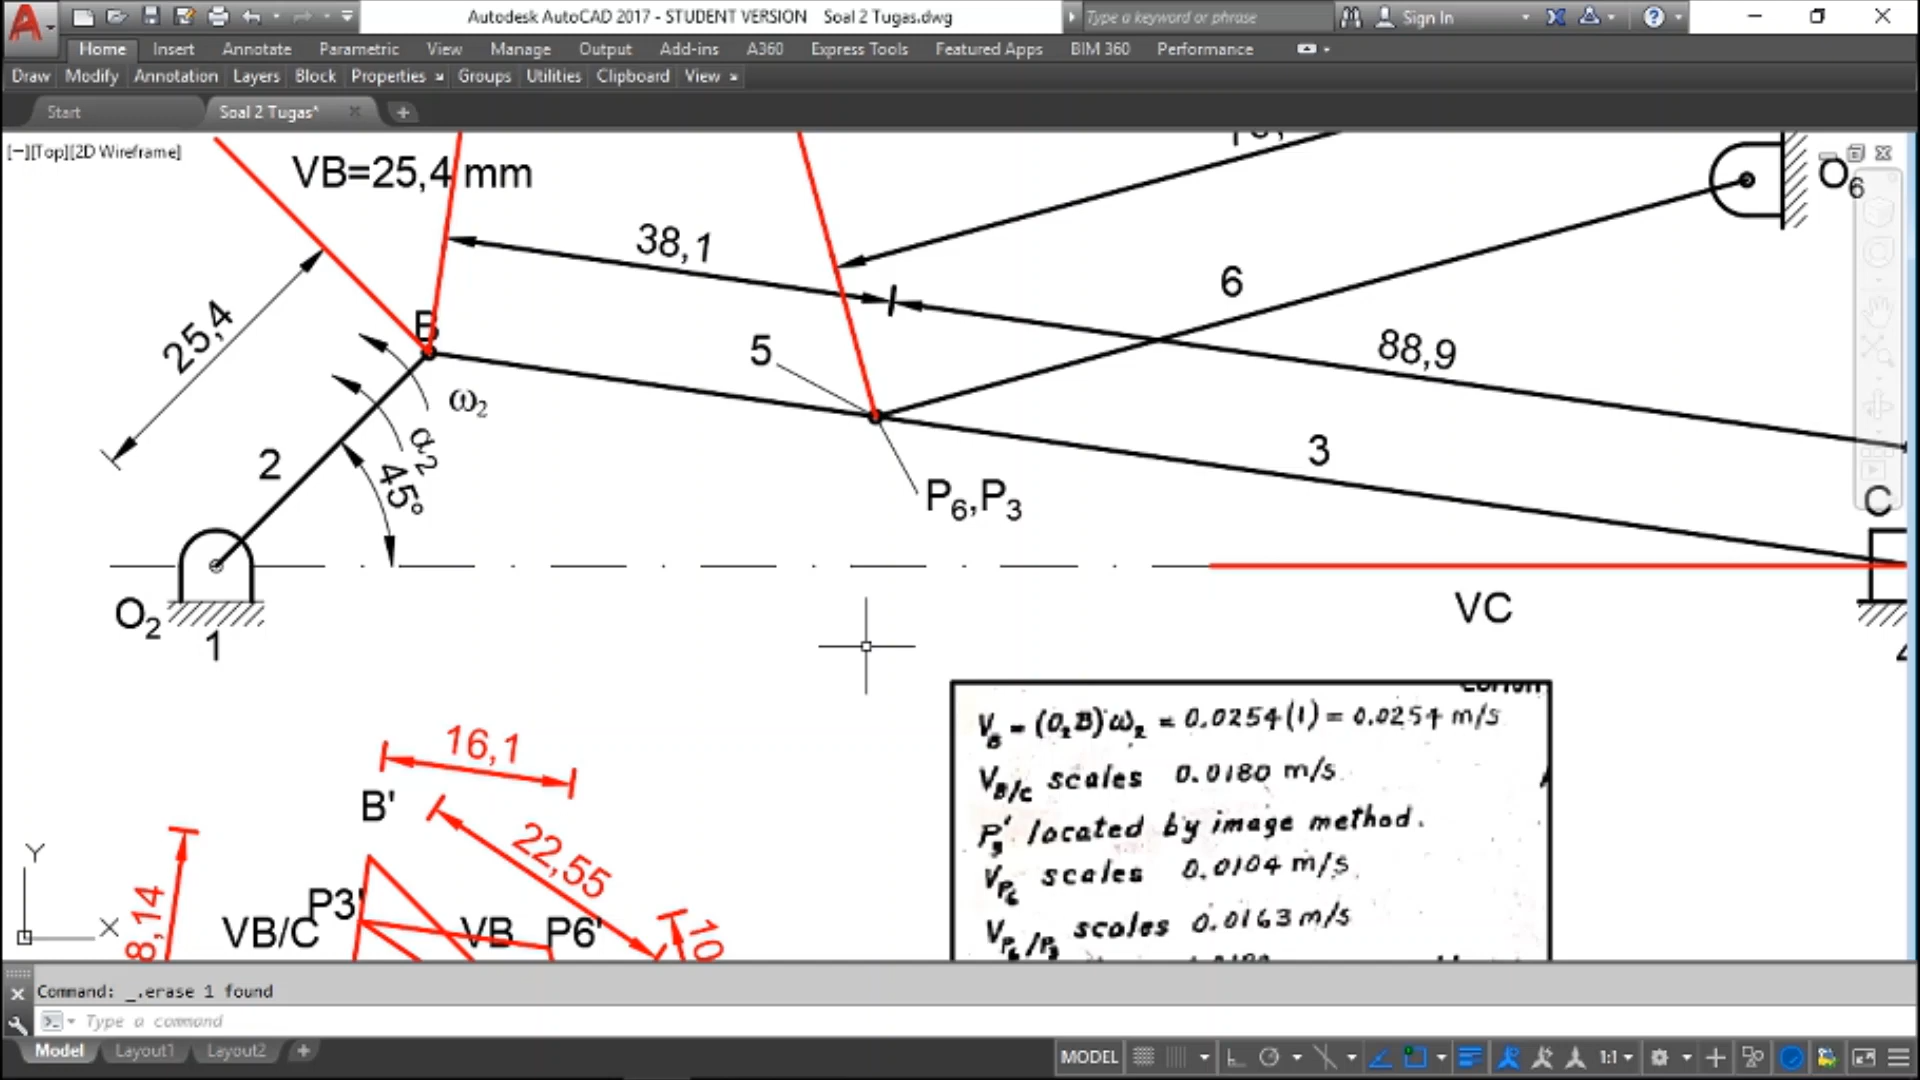 Autodesk AutoCAD 2017 - STUDENT VERSION Soal 2 Tugas.dwg
Type a keyword or phrase
Sign In
Home Insert Annotate Parametric View Manage Output Add-ins A360 Express Tools Featured Apps BIM 360 Performance
Draw Modify Annotation Layers Block Properties Groups Utilities Clipboard View
Start
Soal 2 Tugas*
[−][Top][2D Wireframe]
VB=25,4 mm
O6
38,1
6
25,4
B
5
88,9
ω2
α2
3
2
45°
P6,P3
C
O2
1
VC
4
16,1
B'
22,55
P3'
VB/C
VB
P6'
8,14
10
VB = (O2B)ω2 = 0.0254(1) = 0.0254 m/s
VB/C scales 0.0180 m/s.
P3' located by image method.
VP6 scales 0.0104 m/s.
VP6/P3 scales 0.0163 m/s
Y
X
Command: _.erase 1 found
Type a command
Model Layout1 Layout2
MODEL
1:1